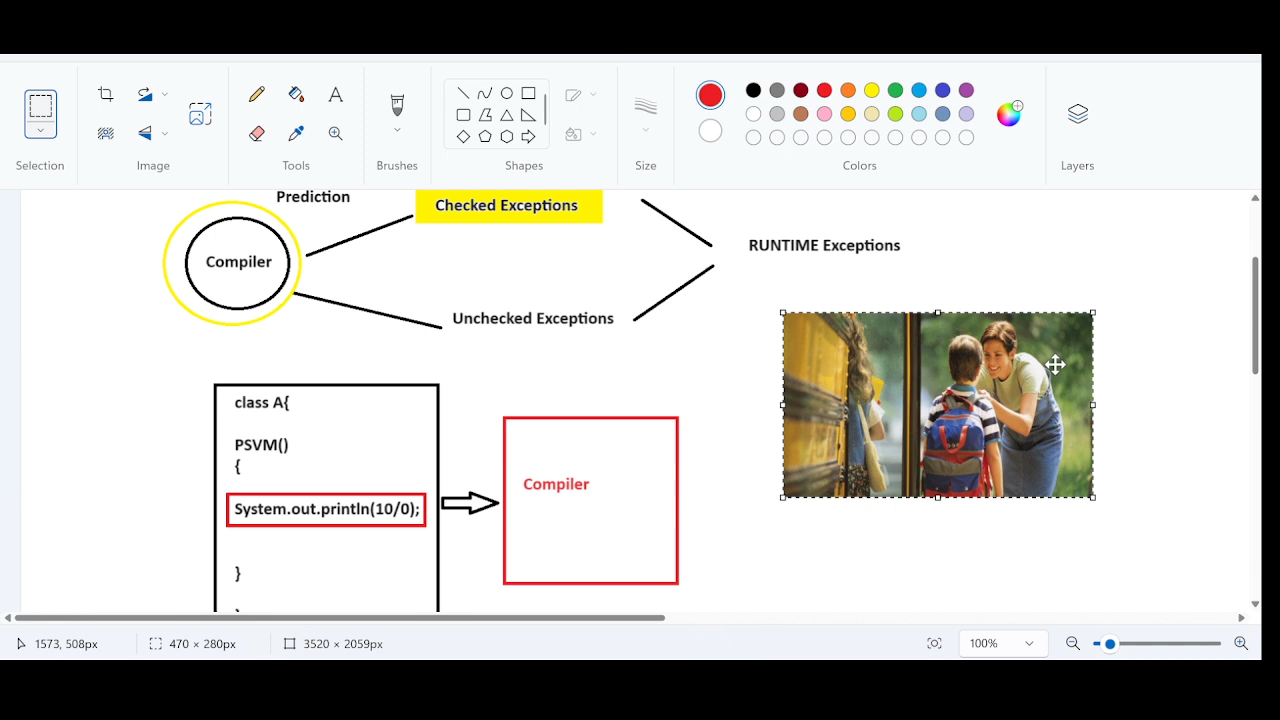 Selection
Image
Tools
Brushes
Shapes
Size
Colors
Layers
Prediction
Checked Exceptions
Compiler
RUNTIME Exceptions
Unchecked Exceptions
class A{
PSVM()
{
System.out.println(10/0);
}
Compiler
1573, 508px
470 × 280px
3520 × 2059px
100%